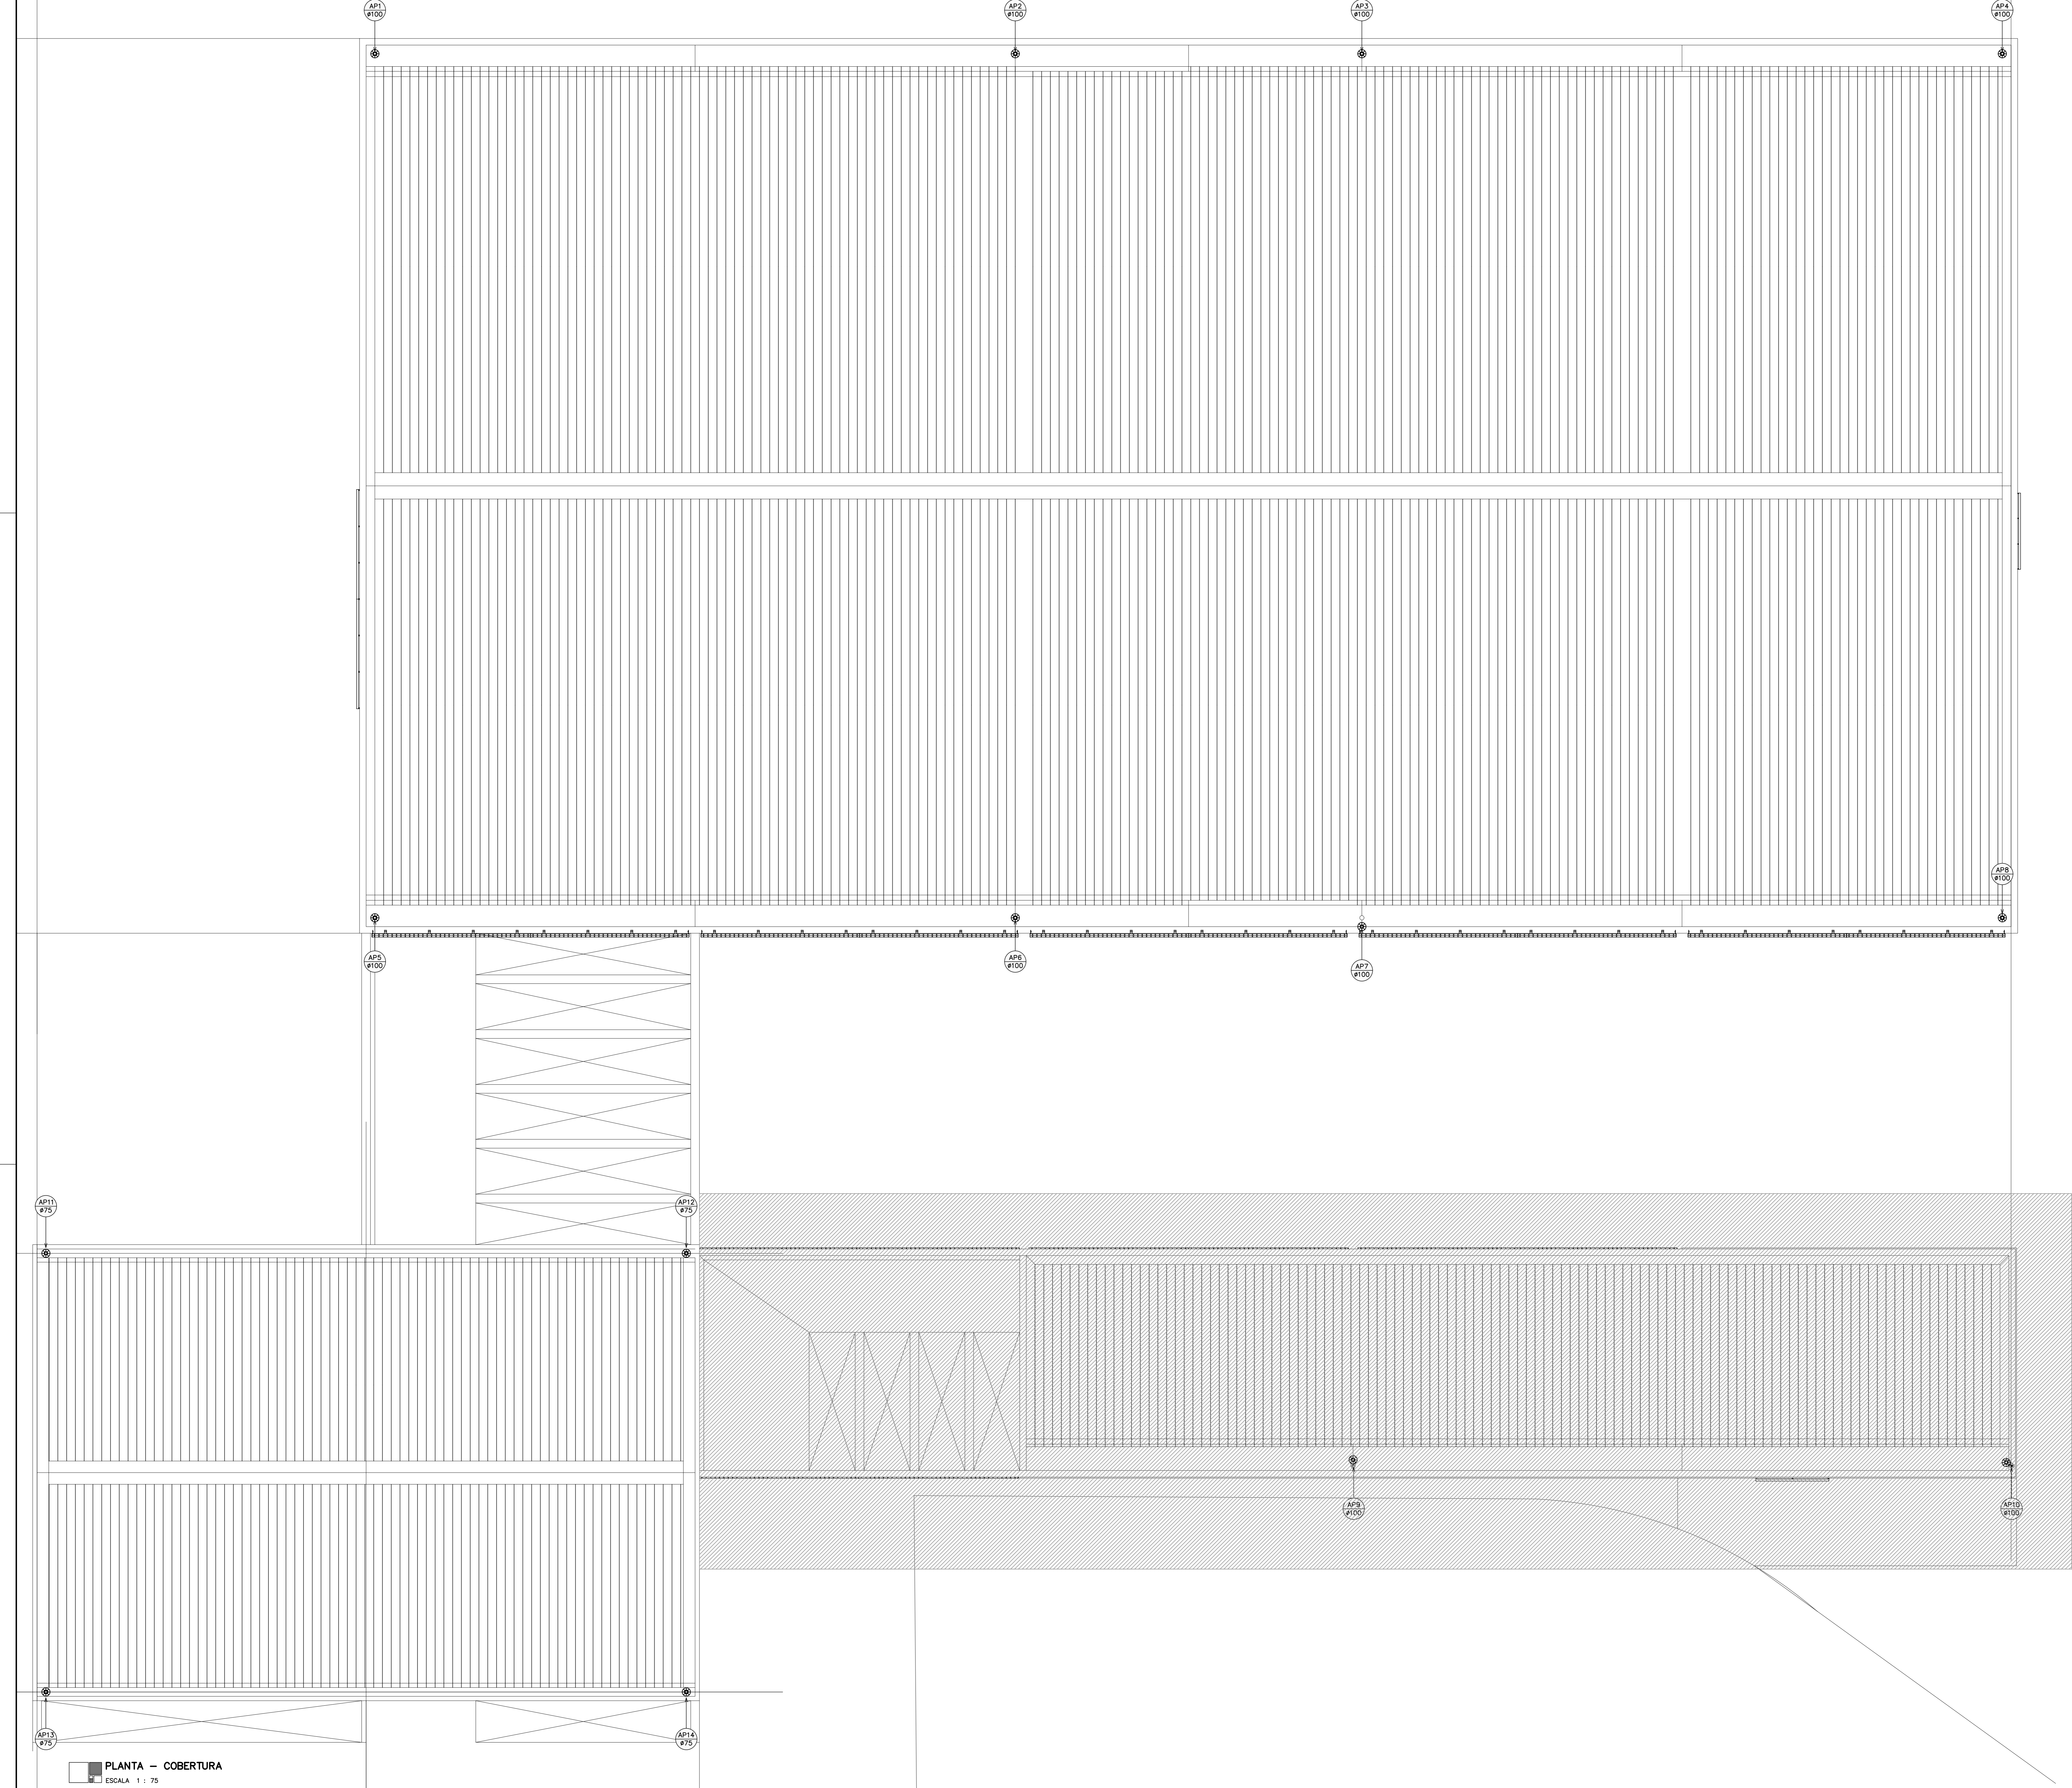 AP1
ø100
AP2
ø100
AP3
ø100
AP4
ø100
AP8
ø100
AP5
ø100
AP6
ø100
AP7
ø100
AP11
ø75
AP12
ø75
AP9
ø100
AP10
ø100
AP13
ø75
AP14
ø75
PLANTA – COBERTURA
ESCALA 1 : 75